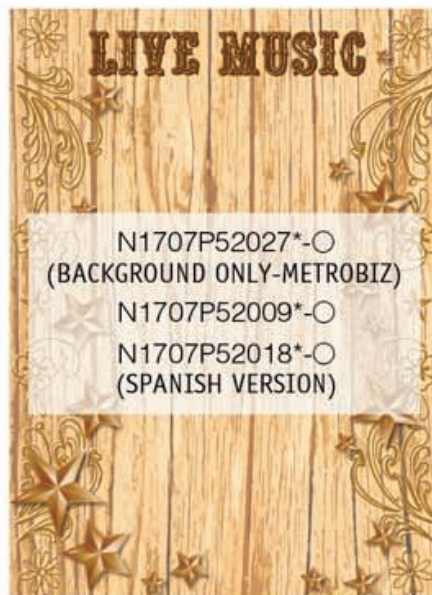 LIVE MUSIC
N1707P52027*-○
(BACKGROUND ONLY-METROBIZ)
N1707P52009*-○
N1707P52018*-○
(SPANISH VERSION)